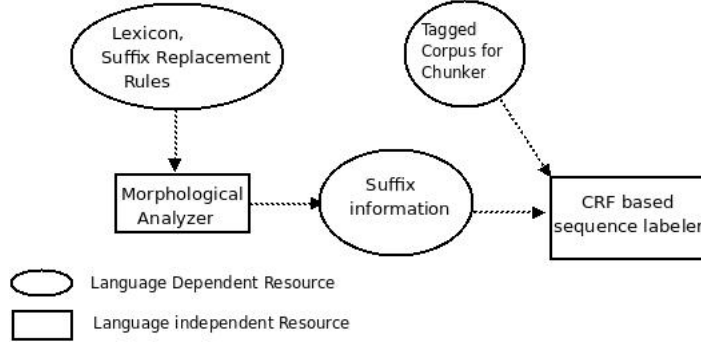 Lexicon,
Suffix Replacement
Rules
Tagged
Corpus for
Chunker
Morphological
Analyzer
Suffix
information
CRF based
sequence labeler
Language Dependent Resource
Language independent Resource